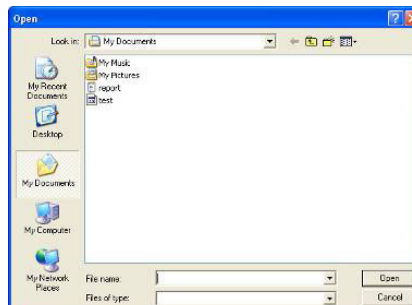 Open
Look in: My Documents
My Music
My Pictures
report
test
My Recent
Documents
Desktop
My Documents
My Computer
My Network
Places
File name:
Open
Files of type:
Cancel